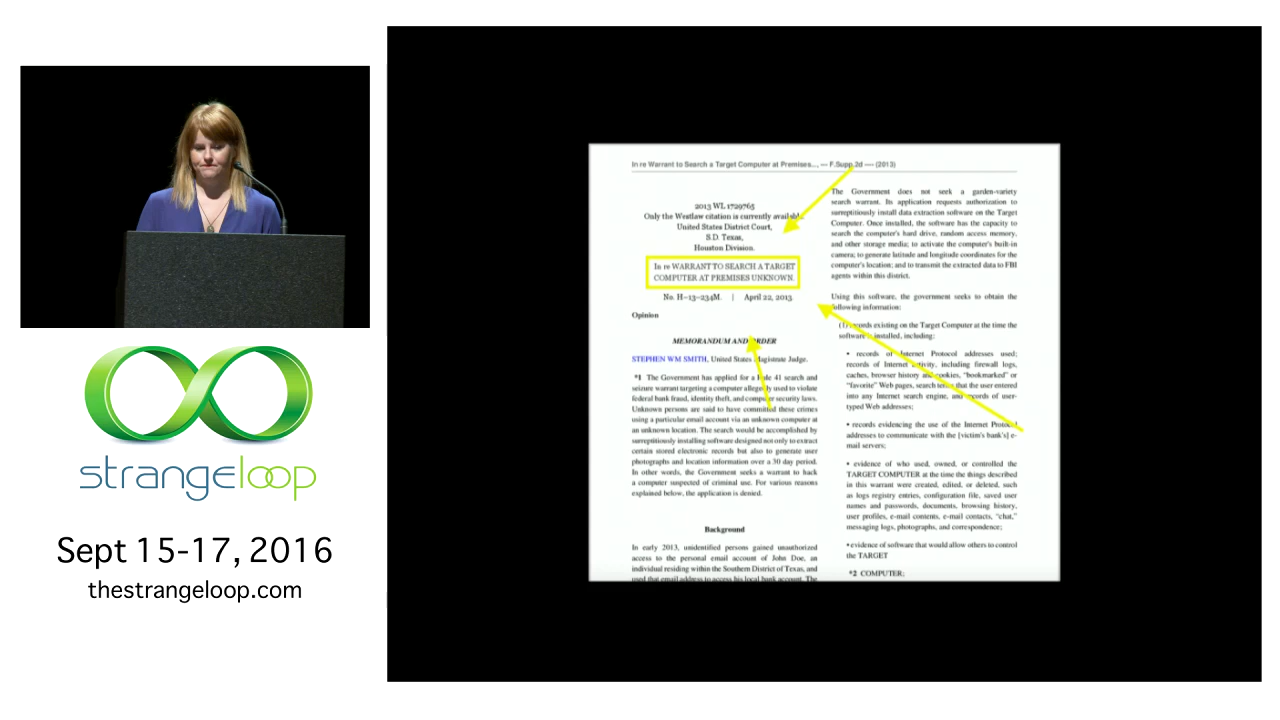 strangeloop
Sept 15-17, 2016
thestrangeloop.com
In re Warrant to Search a Target Computer at Premises..., --- F.Supp.2d ---- (2013)
2013 WL 1729765
Only the Westlaw citation is currently available.
United States District Court,
S.D. Texas,
Houston Division.
In re WARRANT TO SEARCH A TARGET
COMPUTER AT PREMISES UNKNOWN.
No. H–13–234M. | April 22, 2013.
Opinion
MEMORANDUM AND ORDER
STEPHEN WM SMITH, United States Magistrate Judge.
*1 The Government has applied for a Rule 41 search and
seizure warrant targeting a computer allegedly used to violate
federal bank fraud, identity theft, and computer security laws.
Unknown persons are said to have committed these crimes
using a particular email account via an unknown computer at
an unknown location. The search would be accomplished by
surreptitiously installing software designed not only to extract
certain stored electronic records but also to generate user
photographs and location information over a 30 day period.
In other words, the Government seeks a warrant to hack
a computer suspected of criminal use. For various reasons
explained below, the application is denied.
Background
In early 2013, unidentified persons gained unauthorized
access to the personal email account of John Doe, an
individual residing within the Southern District of Texas, and
used that email address to access his local bank account. The
The Government does not seek a garden-variety
search warrant. Its application requests authorization to
surreptitiously install data extraction software on the Target
Computer. Once installed, the software has the capacity to
search the computer's hard drive, random access memory,
and other storage media; to activate the computer's built-in
camera; to generate latitude and longitude coordinates for the
computer's location; and to transmit the extracted data to FBI
agents within this district.
Using this software, the government seeks to obtain the
following information:
(1) records existing on the Target Computer at the time the
software is installed, including:
• records of Internet Protocol addresses used;
records of Internet activity, including firewall logs,
caches, browser history and cookies, "bookmarked" or
"favorite" Web pages, search terms that the user entered
into any Internet search engine, and records of user-
typed Web addresses;
• records evidencing the use of the Internet Protocol
addresses to communicate with the [victim's bank's] e-
mail servers;
• evidence of who used, owned, or controlled the
TARGET COMPUTER at the time the things described
in this warrant were created, edited, or deleted, such
as logs registry entries, configuration file, saved user
names and passwords, documents, browsing history,
user profiles, e-mail contents, e-mail contacts, "chat,"
messaging logs, photographs, and correspondence;
• evidence of software that would allow others to control
the TARGET
*2 COMPUTER;